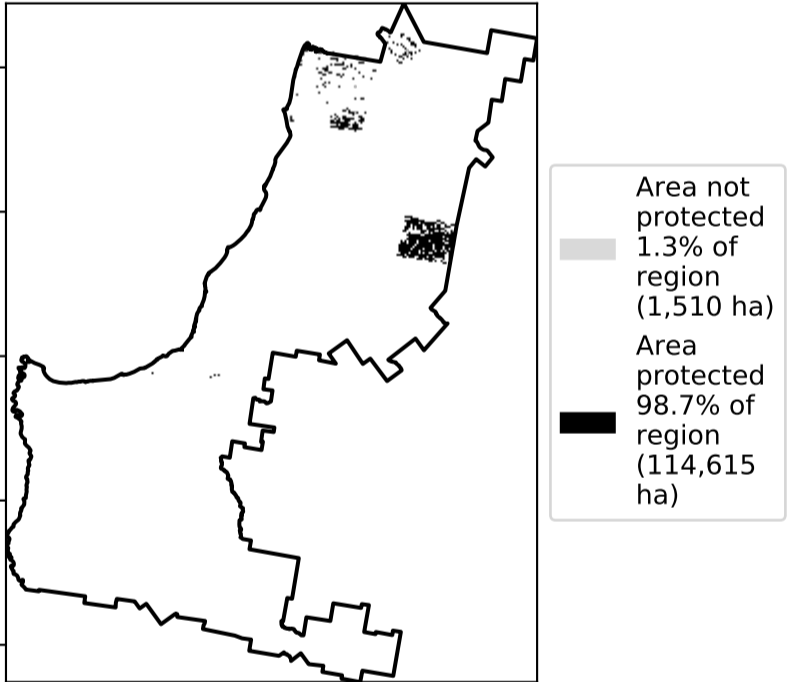 Area not
protected
1.3% of
region
(1,510 ha)
Area
protected
98.7% of
region
(114,615
ha)